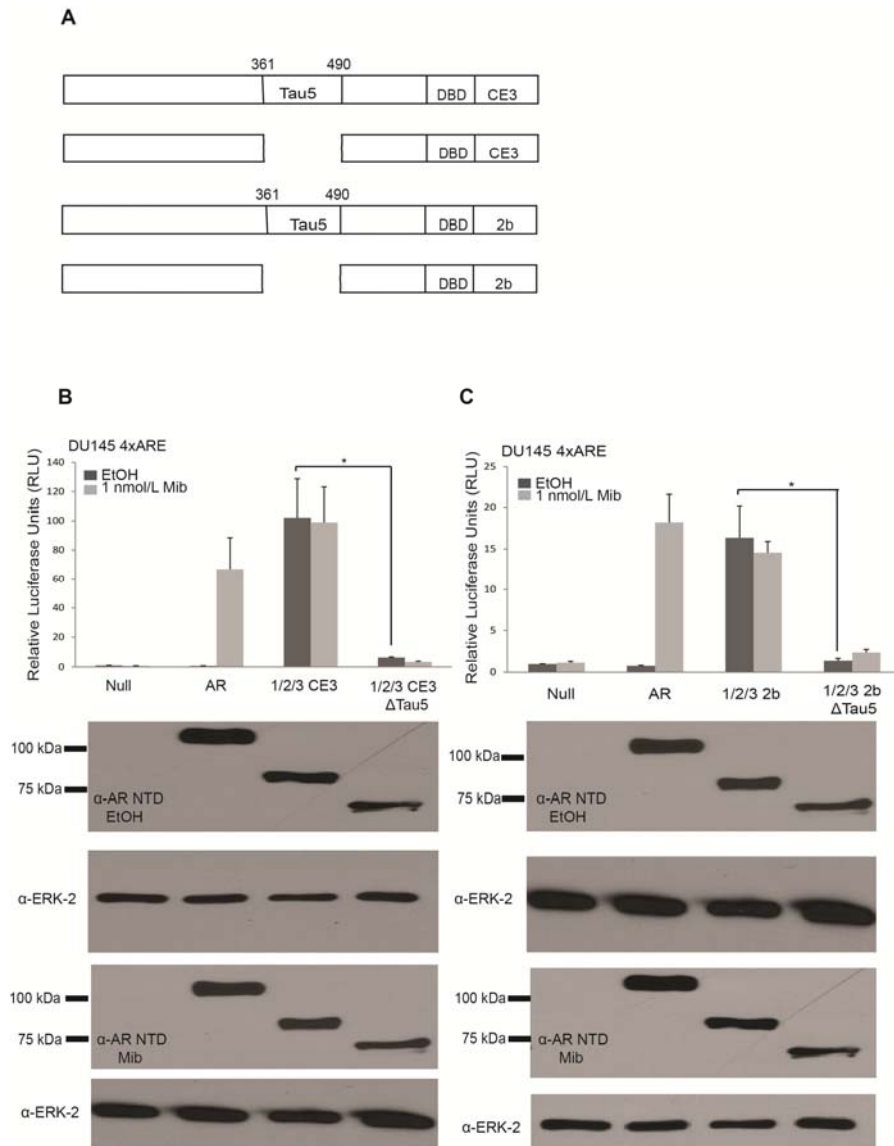 A
361 490
Tau5 DBD CE3
DBD CE3
361 490
Tau5 DBD 2b
DBD 2b
B
DU145 4xARE
Relative Luciferase Units (RLU)
140
120
100
80
60
40
20
0
EtOH
1 nmol/L Mib
*
Null AR 1/2/3 CE3 1/2/3 CE3
ΔTau5
100 kDa
75 kDa
α-AR NTD
EtOH
α-ERK-2
100 kDa
75 kDa
α-AR NTD
Mib
α-ERK-2
C
DU145 4xARE
Relative Luciferase Units (RLU)
25
20
15
10
5
0
EtOH
1 nmol/L Mib
*
Null AR 1/2/3 2b 1/2/3 2b
ΔTau5
100 kDa
75 kDa
α-AR NTD
EtOH
α-ERK-2
100 kDa
75 kDa
α-AR NTD
Mib
α-ERK-2